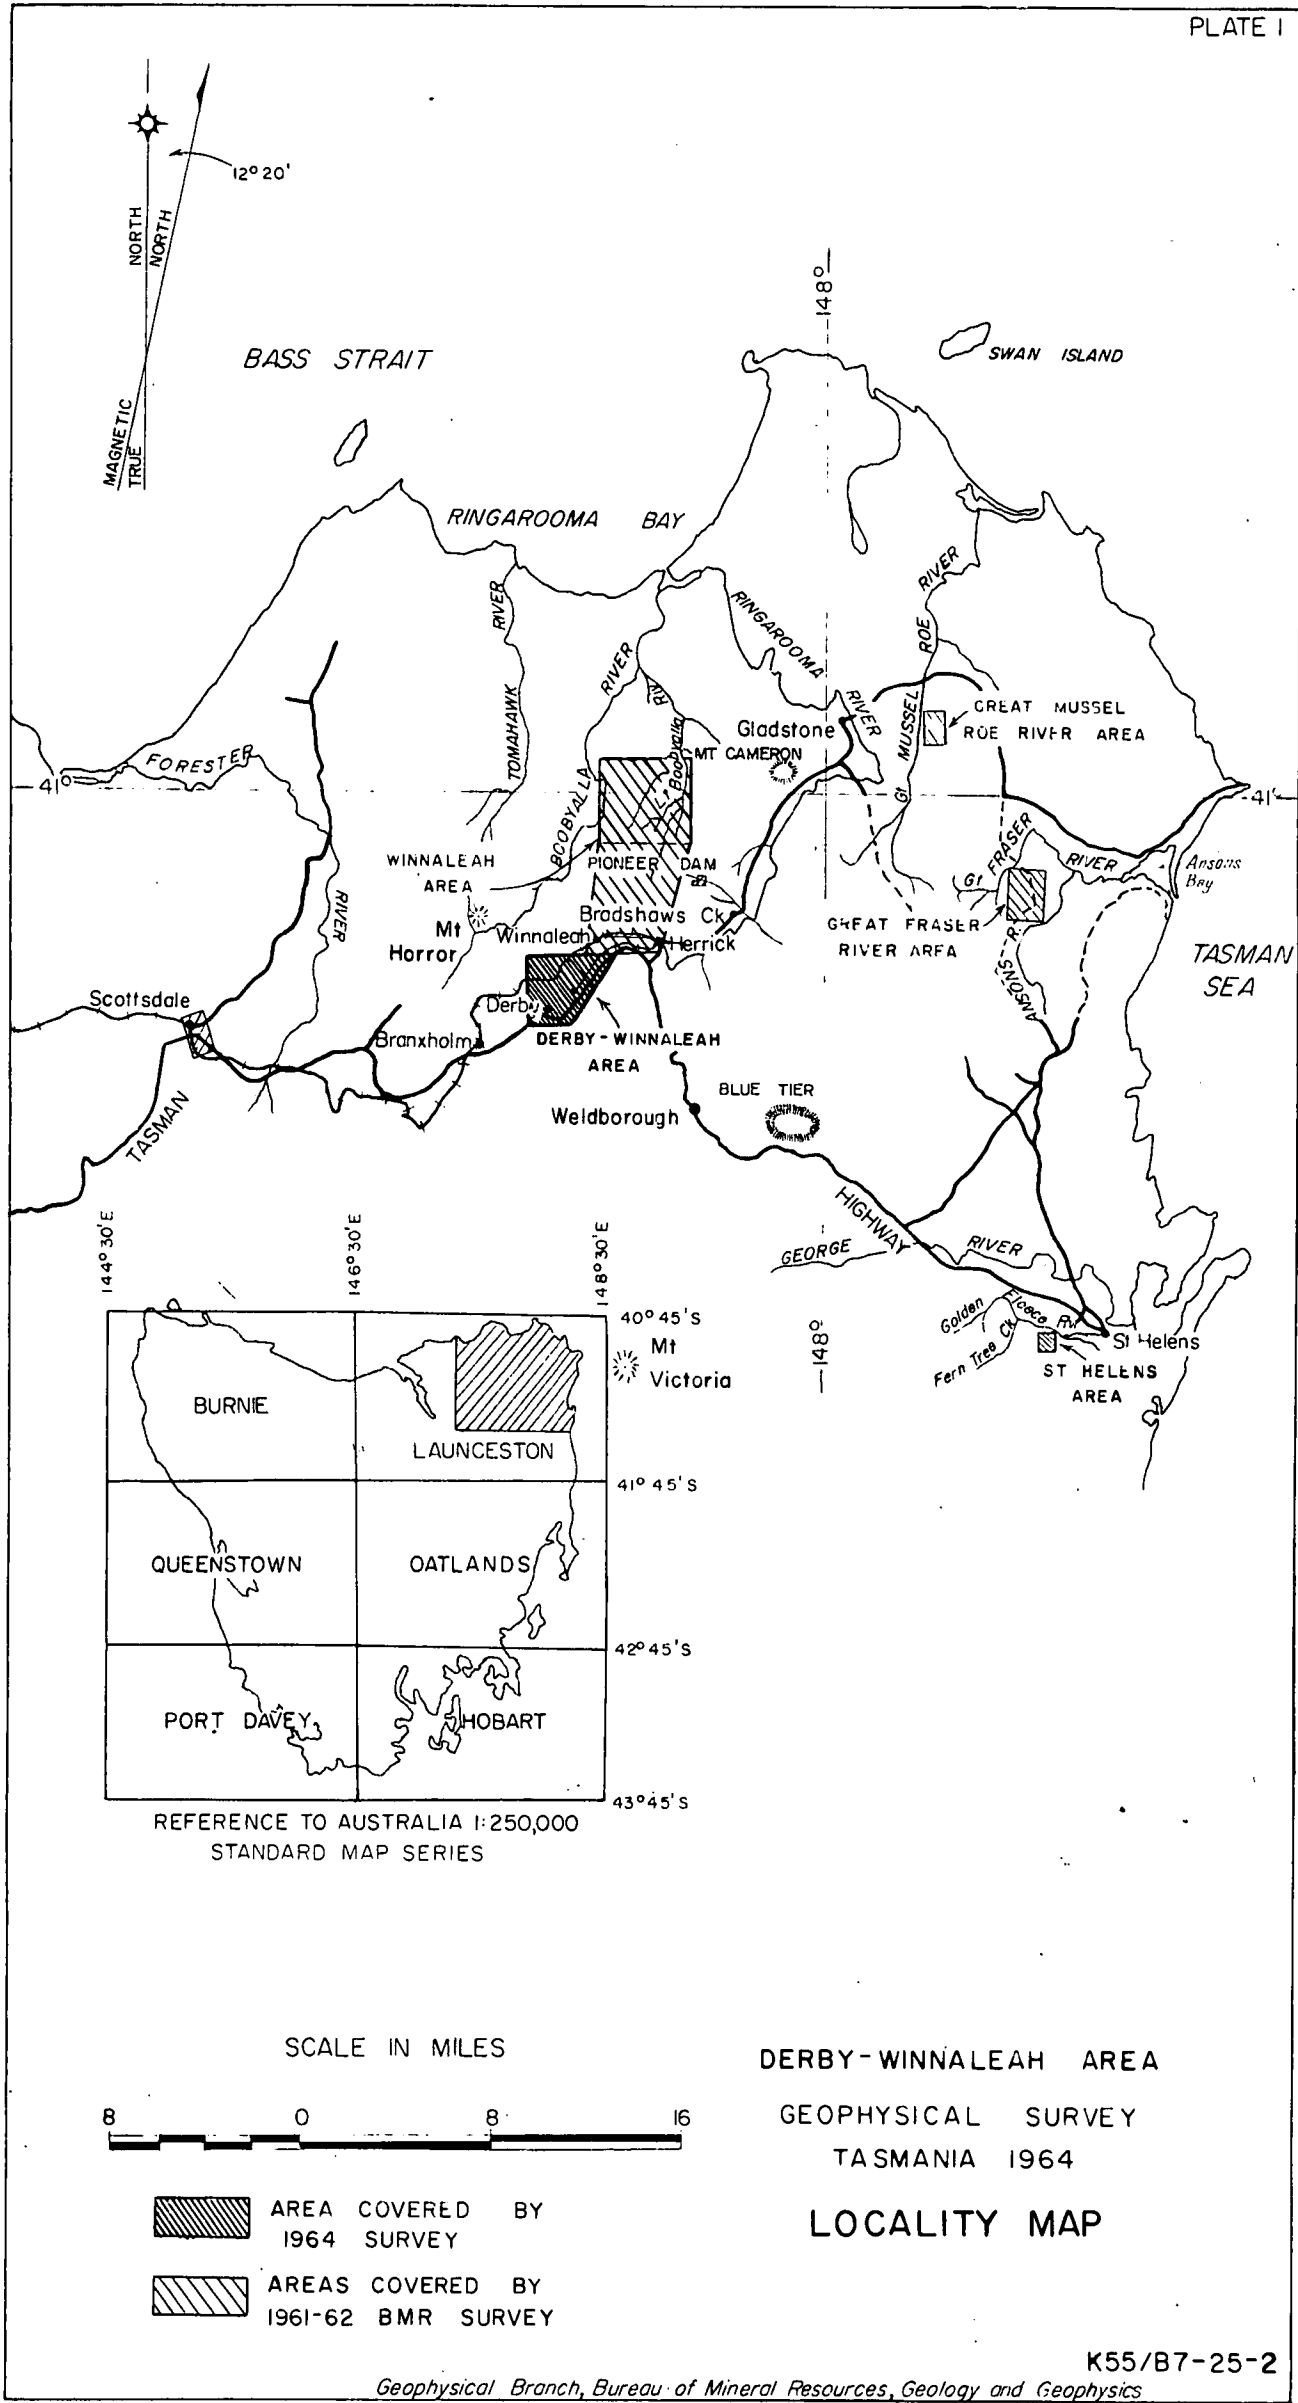 PLATE 1
12° 20'
NORTH
NORTH
MAGNETIC
TRUE
BASS STRAIT
148°
SWAN ISLAND
RINGAROOMA BAY
RIVER
TOMAHAWK
RIVER
BOOBYALLA
Riv
L. Boobyalla
RINGAROOMA
RIVER
RIVER
ROE
MUSSEL
Gt
Gladstone
MT CAMERON
GREAT MUSSEL
ROE RIVER AREA
FORESTER
RIVER
41°
41°
WINNALEAH
AREA
PIONEER DAM
Mt
Horror
Bradshaws Ck
Winnaleah
Herrick
Gt FRASER RIVER
Ansons
Bay
GREAT FRASER
RIVER AREA
ANSONS R.
TASMAN
SEA
Scottsdale
Derby
Branxholm
DERBY-WINNALEAH
AREA
TASMAN
BLUE TIER
Weldborough
HIGHWAY
GEORGE RIVER
Golden Fleece Rv
Fern Tree Ck
St Helens
ST HELENS
AREA
148°
144° 30'E
146° 30'E
148° 30'E
40° 45'S
Mt
Victoria
BURNIE
LAUNCESTON
41° 45'S
QUEENSTOWN
OATLANDS
42° 45'S
PORT DAVEY
HOBART
43° 45'S
REFERENCE TO AUSTRALIA 1:250,000
STANDARD MAP SERIES
SCALE IN MILES
8 0 8 16
AREA COVERED BY
1964 SURVEY
AREAS COVERED BY
1961-62 BMR SURVEY
DERBY-WINNALEAH AREA
GEOPHYSICAL SURVEY
TASMANIA 1964
LOCALITY MAP
K55/B7-25-2
Geophysical Branch, Bureau of Mineral Resources, Geology and Geophysics